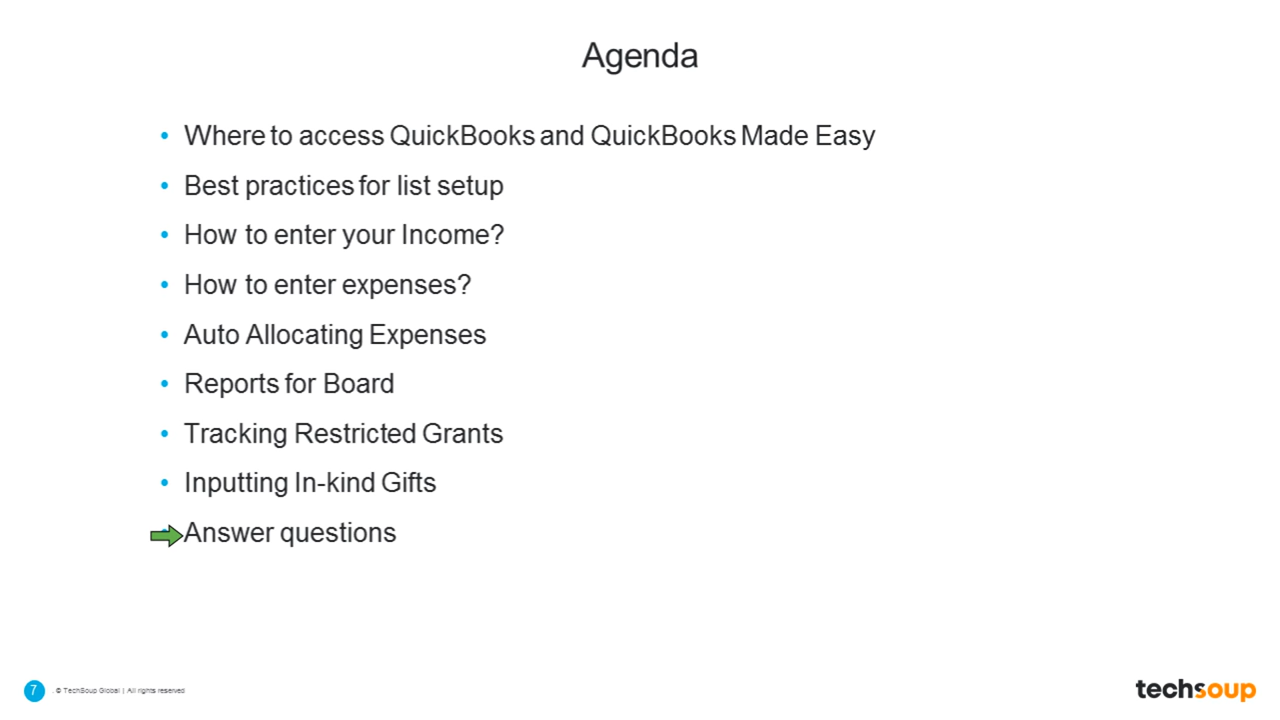 Agenda
• Where to access QuickBooks and QuickBooks Made Easy
• Best practices for list setup
• How to enter your Income?
• How to enter expenses?
• Auto Allocating Expenses
• Reports for Board
• Tracking Restricted Grants
• Inputting In-kind Gifts
• Answer questions
7 . © TechSoup Global | All rights reserved
techsoup